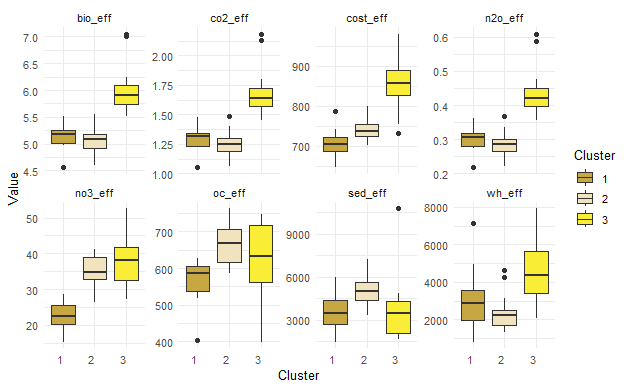 bio_eff co2_eff cost_eff n2o_eff
7.0 6.5 6.0 5.5 5.0 4.5
2.00 1.75 1.50 1.25 1.00
900 800 700
0.6 0.5 0.4 0.3 0.2
Value
Cluster
1
2
3
no3_eff oc_eff sed_eff wh_eff
50 40 30 20
700 600 500 400
9000 6000 3000
8000 6000 4000 2000
1 2 3 1 2 3 1 2 3 1 2 3
Cluster